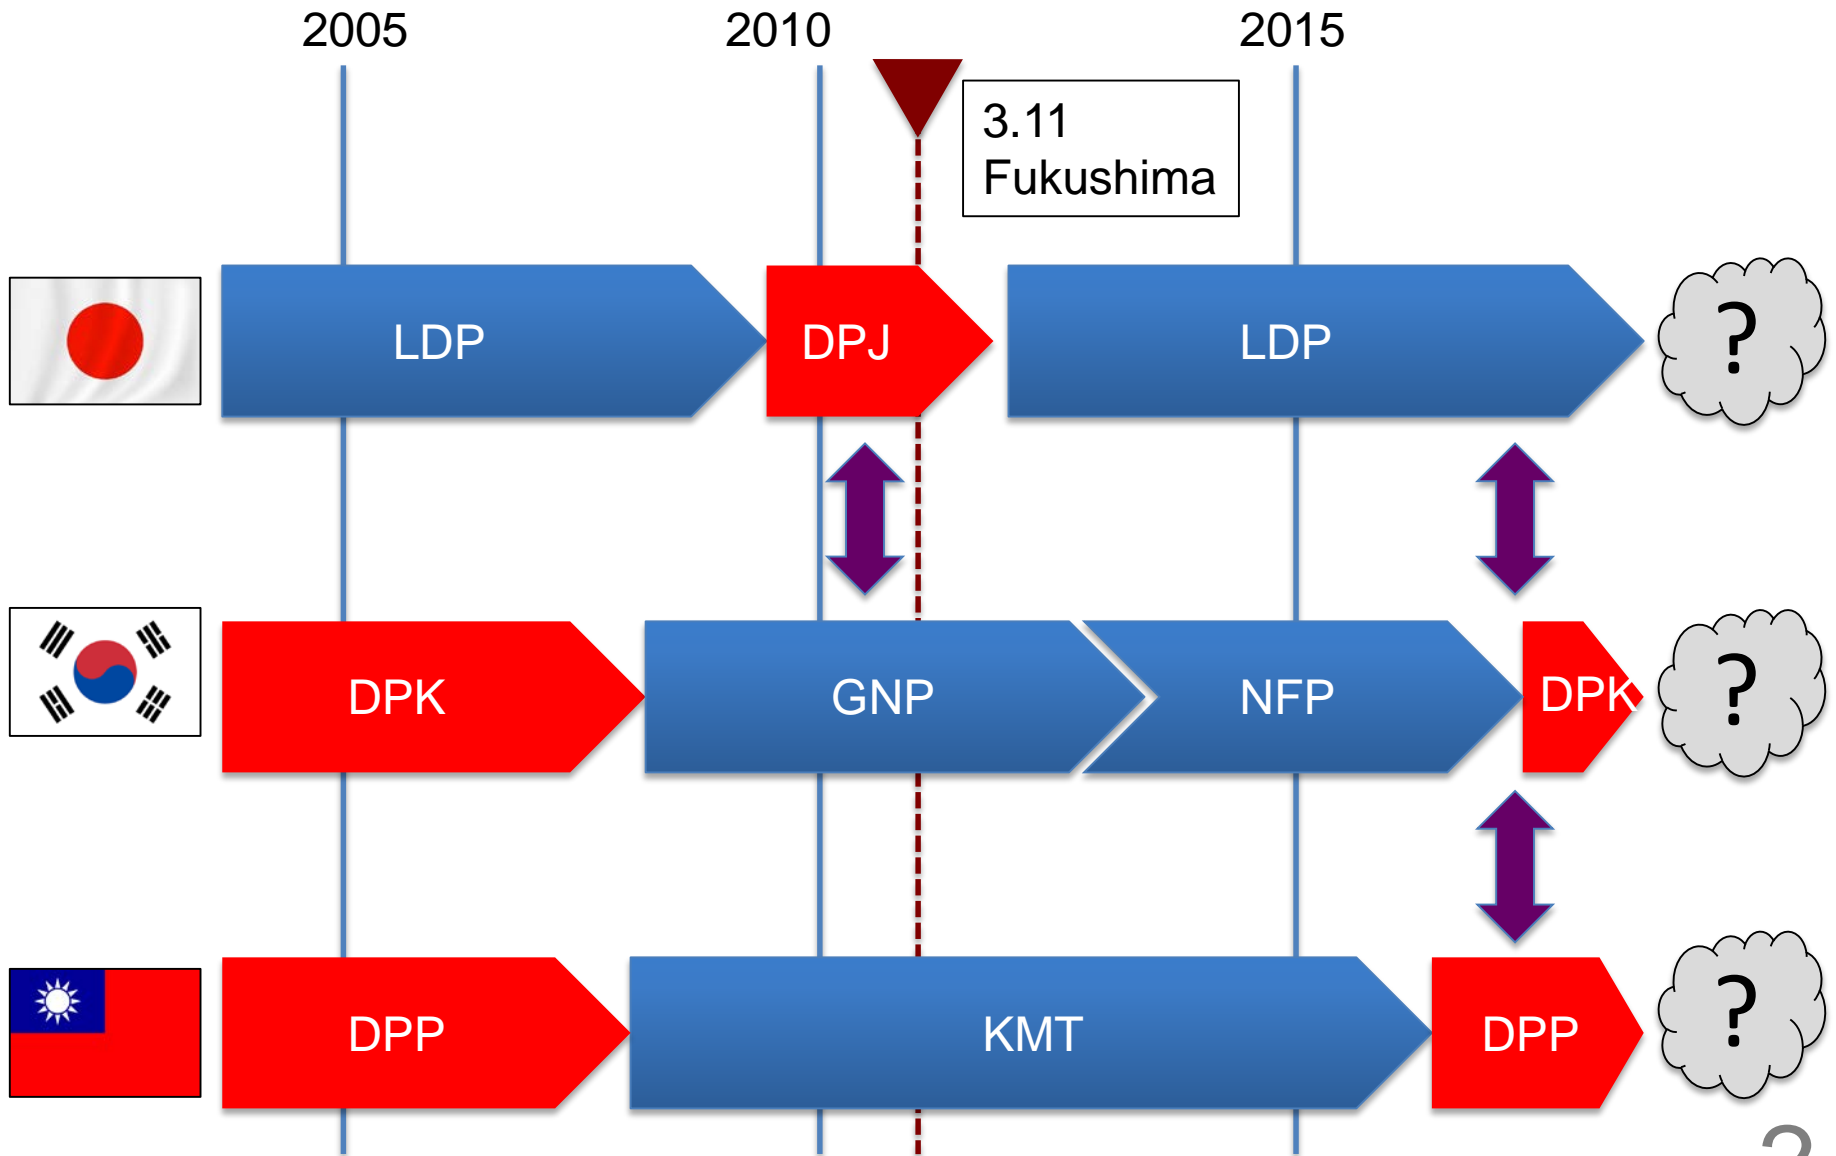 2005
2010
2015
3.11
Fukushima
LDP
DPJ
LDP
?
DPK
GNP
NFP
DPK
?
DPP
KMT
DPP
?